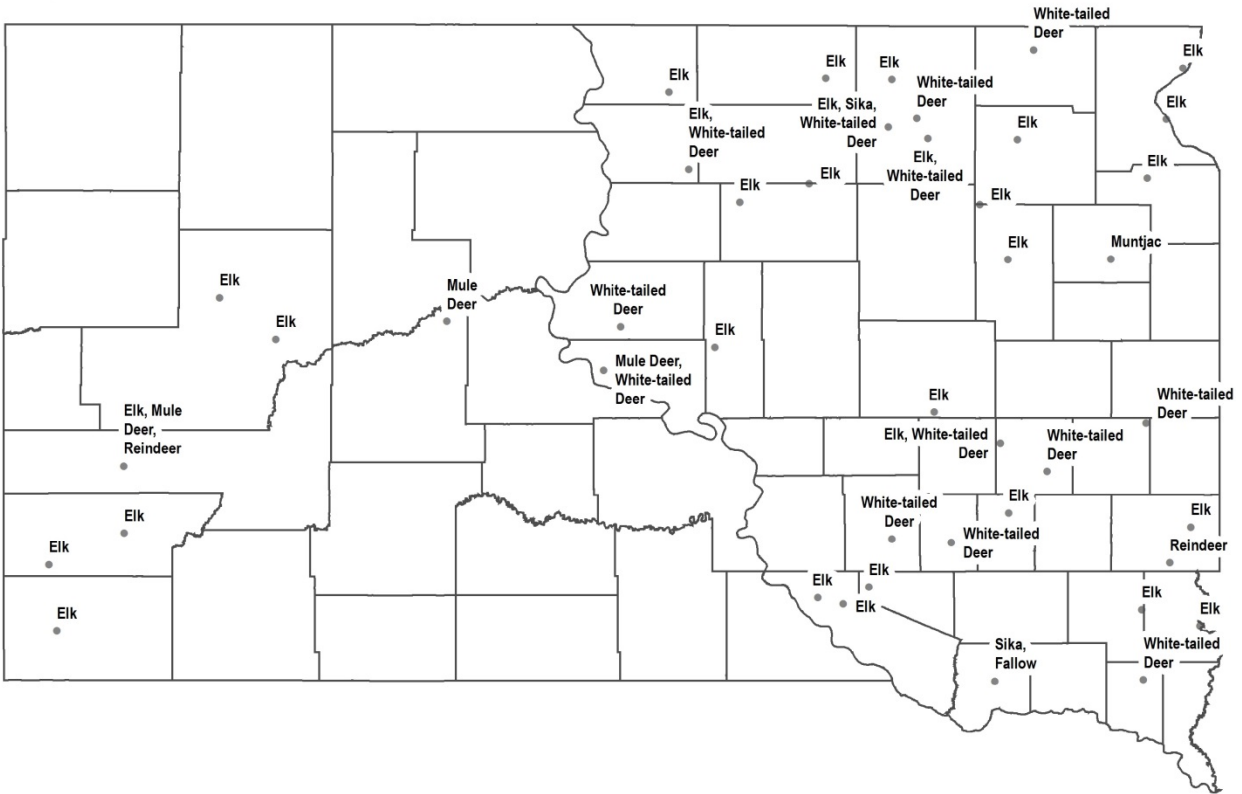 White-tailed
Deer
Elk
Elk
Elk
Elk
White-tailed
Deer
Elk, Sika,
White-tailed
Deer
Elk
Elk,
White-tailed
Deer
Elk
Elk,
White-tailed
Deer
Elk
Elk
Elk
Elk
Elk
Muntjac
Elk
Elk
Mule
Deer
White-tailed
Deer
Elk
Mule Deer,
White-tailed
Deer
Elk
White-tailed
Deer
Elk, Mule
Deer,
Reindeer
Elk, White-tailed
Deer
White-tailed
Deer
Elk
White-tailed
Deer
Elk
Elk
White-tailed
Deer
Reindeer
Elk
Elk
Elk
Elk
Elk
Elk
Elk
Sika,
Fallow
White-tailed
Deer